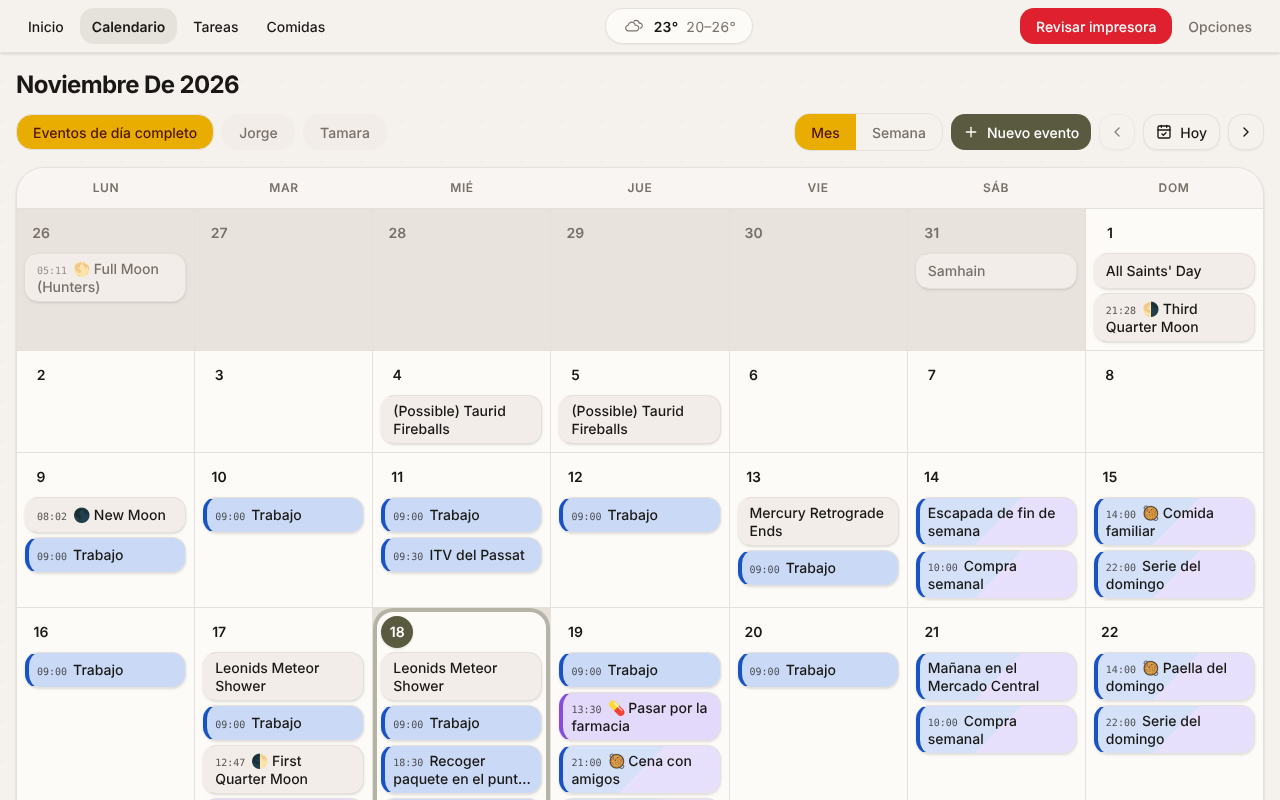 Inicio Calendario Tareas Comidas 23° 20–26° Revisar impresora Opciones
Noviembre De 2026
Eventos de día completo Jorge Tamara Mes Semana + Nuevo evento Hoy
LUN MAR MIÉ JUE VIE SÁB DOM
26 27 28 29 30 31 1
05:11 🌕 Full Moon
(Hunters)
Samhain
All Saints' Day
21:28 🌗 Third
Quarter Moon
2 3 4 5 6 7 8
(Possible) Taurid
Fireballs
(Possible) Taurid
Fireballs
9 10 11 12 13 14 15
08:02 🌑 New Moon
09:00 Trabajo
09:00 Trabajo
09:00 Trabajo
09:30 ITV del Passat
09:00 Trabajo
Mercury Retrograde
Ends
09:00 Trabajo
Escapada de fin de
semana
10:00 Compra
semanal
14:00 🥘 Comida
familiar
22:00 Serie del
domingo
16 17 18 19 20 21 22
09:00 Trabajo
Leonids Meteor
Shower
09:00 Trabajo
12:47 🌓 First
Quarter Moon
Leonids Meteor
Shower
09:00 Trabajo
18:30 Recoger
paquete en el punt…
09:00 Trabajo
13:30 💊 Pasar por la
farmacia
21:00 🥘 Cena con
amigos
09:00 Trabajo
Mañana en el
Mercado Central
10:00 Compra
semanal
14:00 🥘 Paella del
domingo
22:00 Serie del
domingo